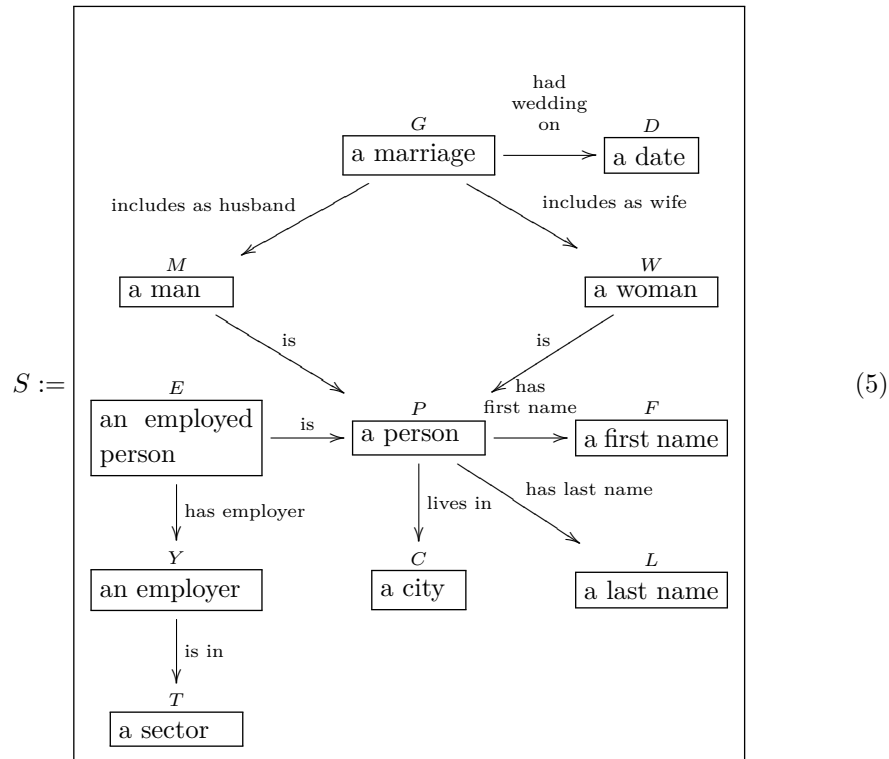 had
wedding
on
G
D
a marriage
a date
includes as husband
includes as wife
M
W
a man
a woman
is
is
S :=
(5)
E
has
first name
P
F
an employed
person
is
a person
a first name
has employer
lives in
has last name
Y
C
L
an employer
a city
a last name
is in
T
a sector